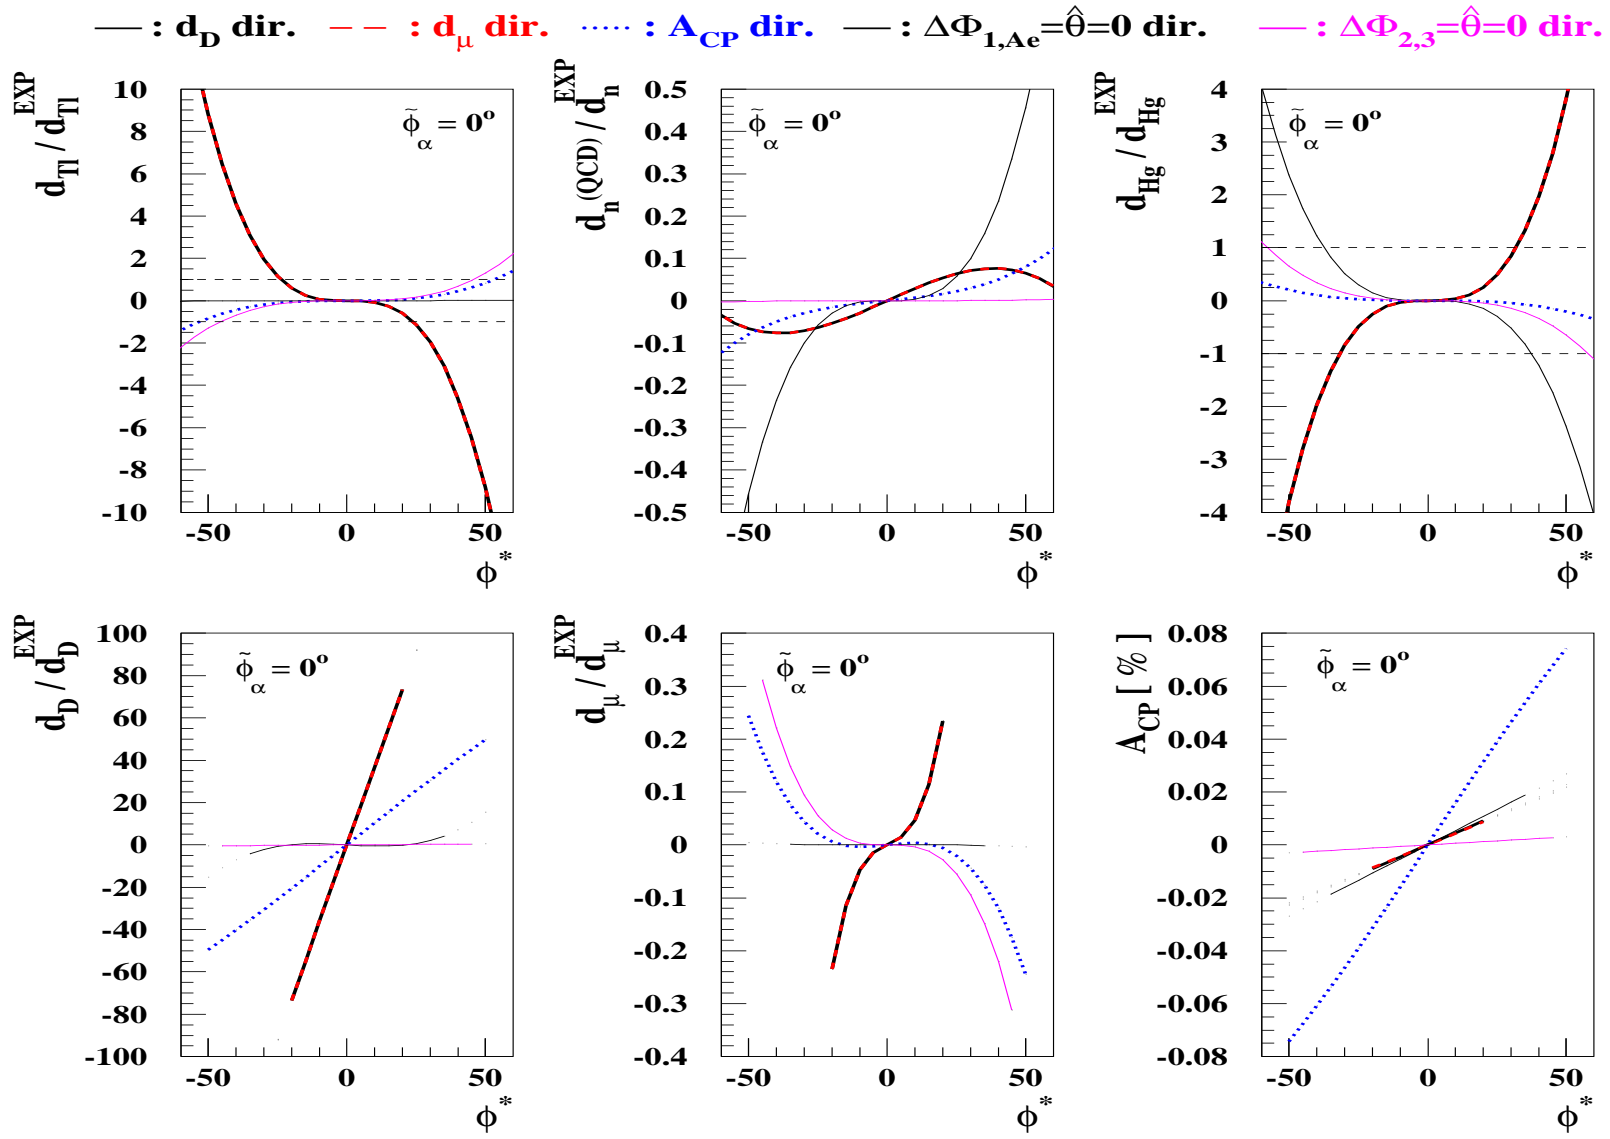 — : d_D dir. – – : d_μ dir. ····· : A_CP dir. — : ΔΦ_1,Ae=θ̂=0 dir. — : ΔΦ_2,3=θ̂=0 dir.
d_Tl / d_Tl^EXP
10
8
6
4
2
0
-2
-4
-6
-8
-10
φ̃_α = 0°
-50 0 50
φ*
d_n(QCD) / d_n^EXP
0.5
0.4
0.3
0.2
0.1
0
-0.1
-0.2
-0.3
-0.4
-0.5
φ̃_α = 0°
-50 0 50
φ*
d_Hg / d_Hg^EXP
4
3
2
1
0
-1
-2
-3
-4
φ̃_α = 0°
-50 0 50
φ*
d_D / d_D^EXP
100
80
60
40
20
0
-20
-40
-60
-80
-100
φ̃_α = 0°
-50 0 50
φ*
d_μ / d_μ^EXP
0.4
0.3
0.2
0.1
0
-0.1
-0.2
-0.3
-0.4
φ̃_α = 0°
-50 0 50
φ*
A_CP [ % ]
0.08
0.06
0.04
0.02
0
-0.02
-0.04
-0.06
-0.08
φ̃_α = 0°
-50 0 50
φ*